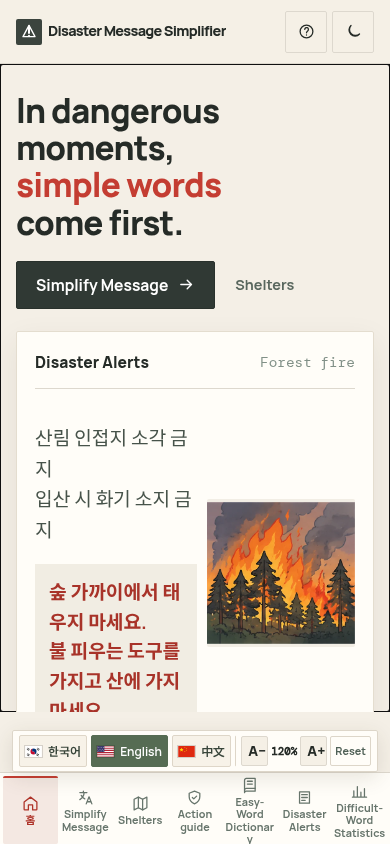 Disaster Message Simplifier
In dangerous
moments,
simple words
come first.
Simplify Message →
Shelters
Disaster Alerts
Forest fire
산림 인접지 소각 금
지
입산 시 화기 소지 금
지
숲 가까이에서 태
우지 마세요.
불 피우는 도구를
가지고 산에 가지
마세요
한국어
English
中文
A−
120%
A+
Reset
홈
Simplify
Message
Shelters
Action
guide
Easy-
Word
Dictionar
y
Disaster
Alerts
Difficult-
Word
Statistics